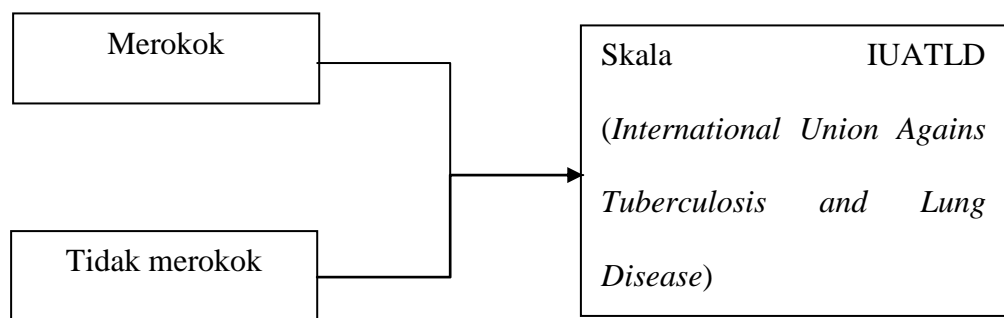 Merokok
Tidak merokok
Skala IUATLD
(International Union Agains
Tuberculosis and Lung
Disease)